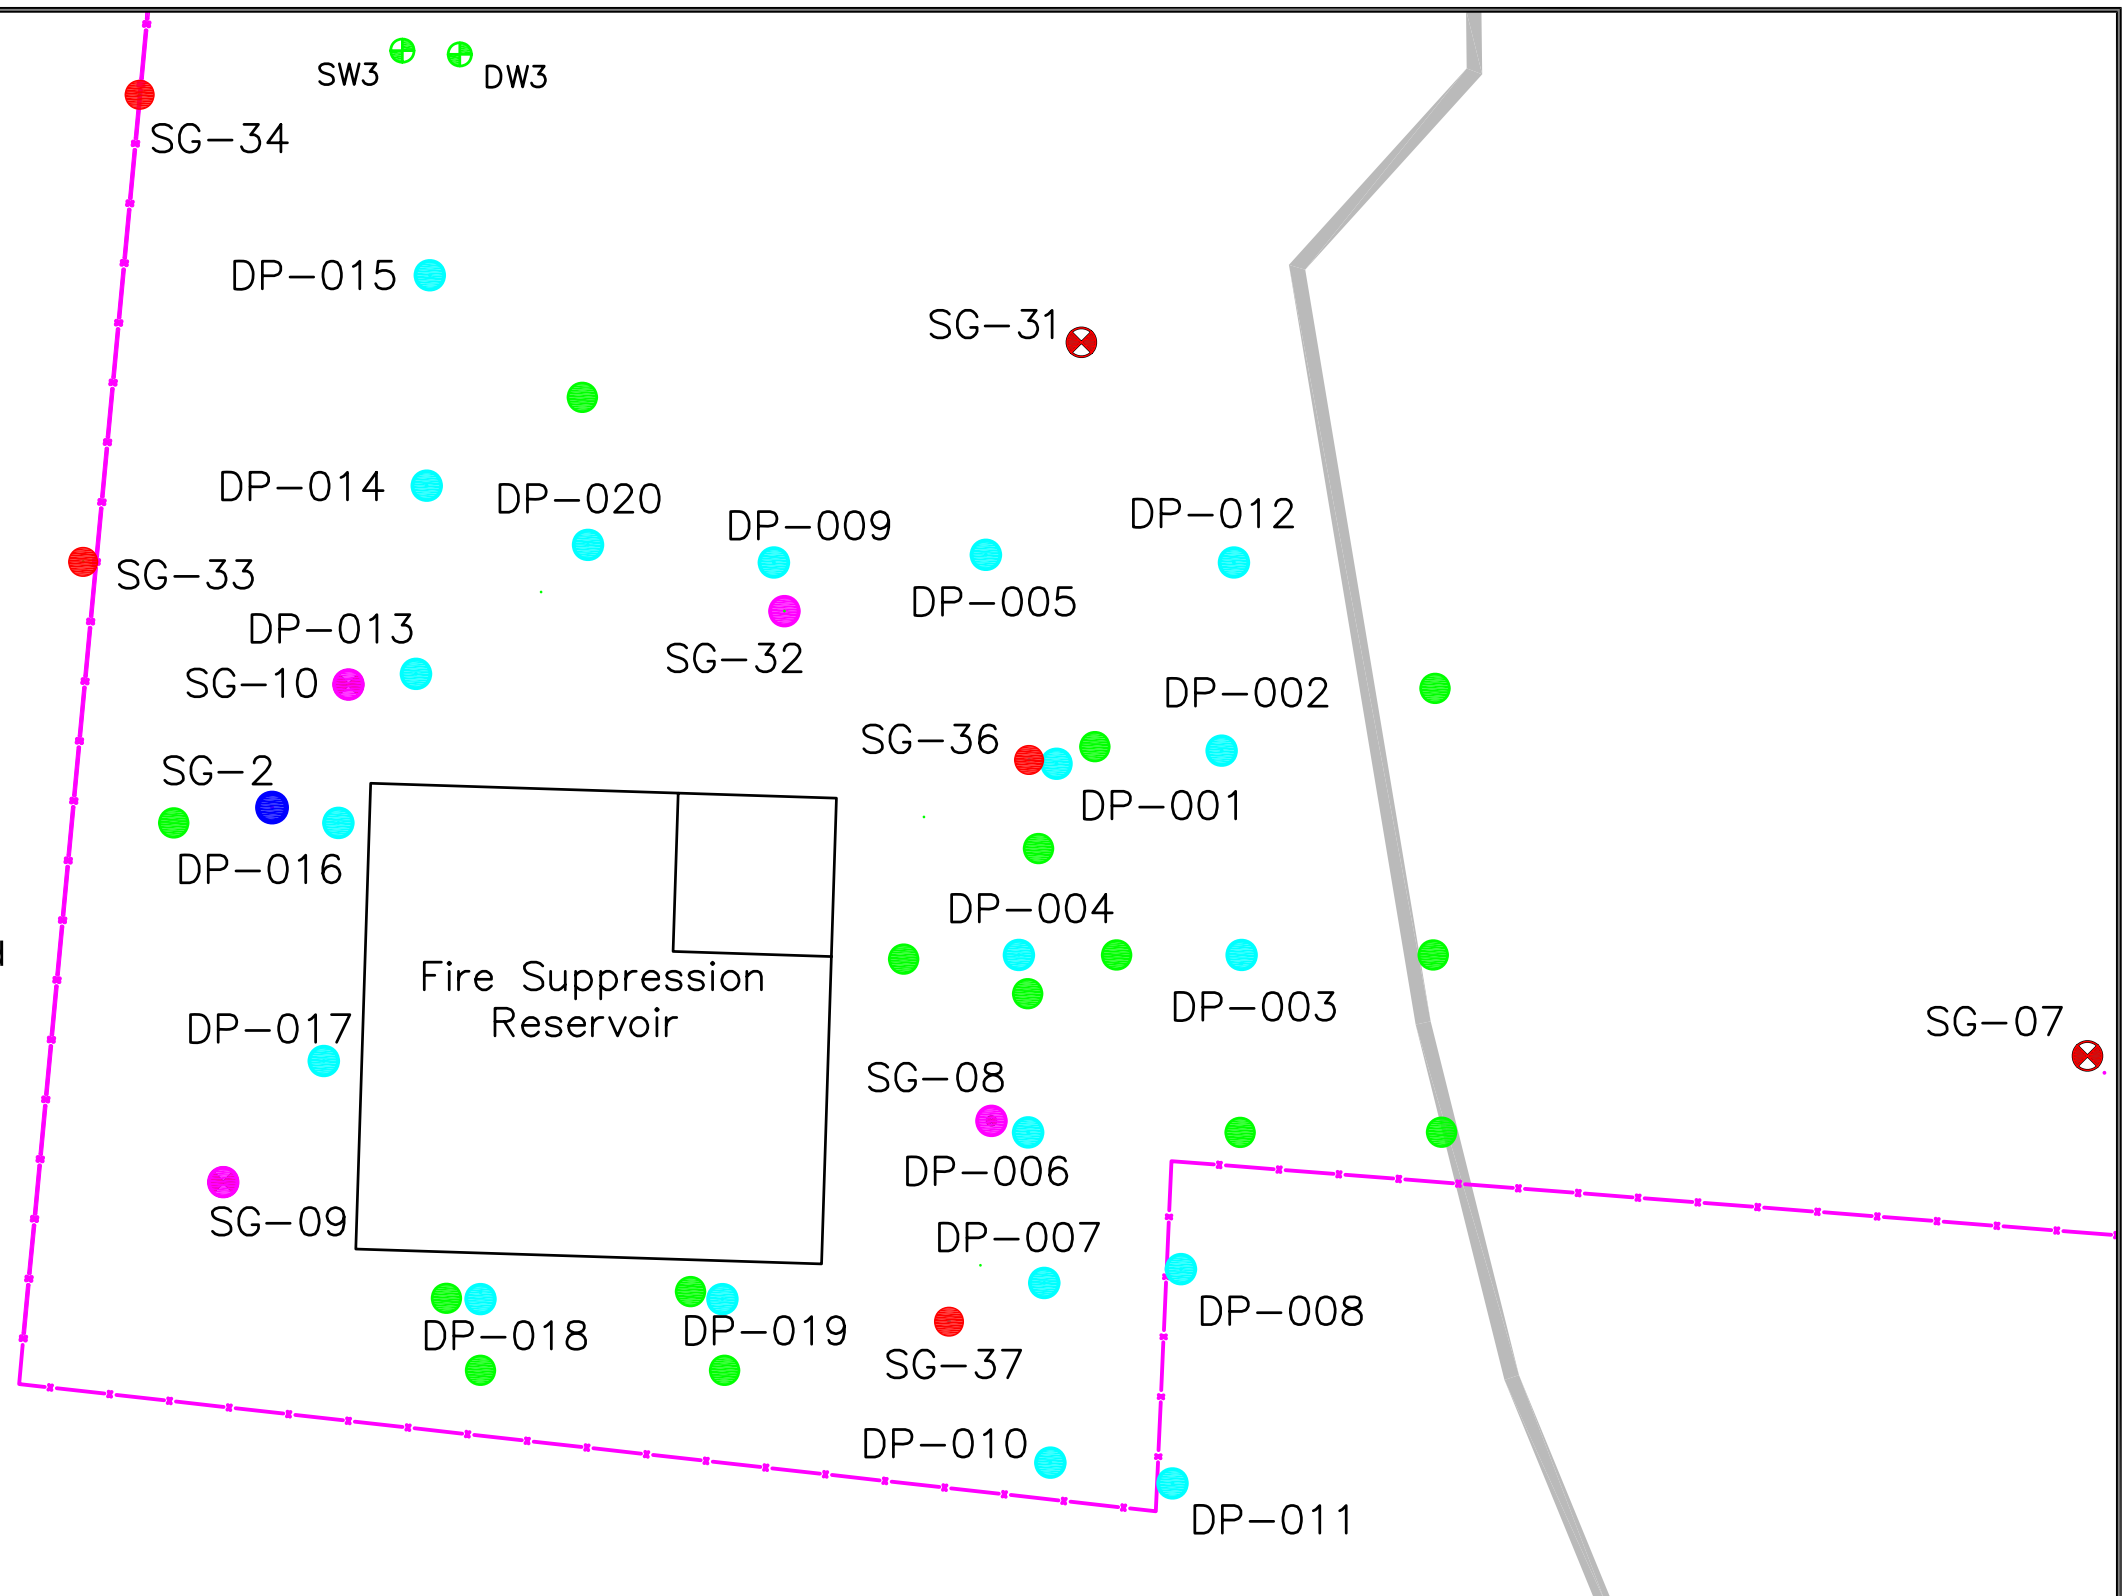 SW3
DW3
SG-34
DP-015
SG-31
DP-014
DP-020
DP-009
DP-012
SG-33
DP-005
DP-013
SG-32
SG-10
DP-002
SG-36
SG-2
DP-001
DP-016
DP-004
Fire Suppression
Reservoir
DP-003
SG-07
DP-017
SG-08
DP-006
SG-09
DP-007
DP-008
DP-018
DP-019
SG-37
DP-010
DP-011